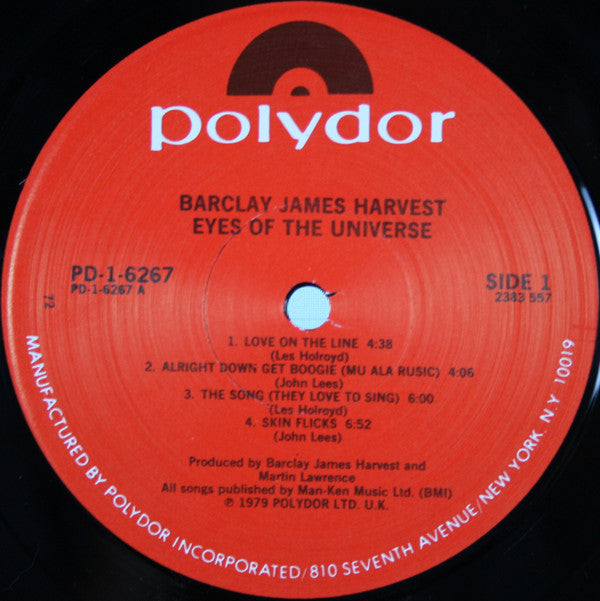 polydor
BARCLAY JAMES HARVEST
EYES OF THE UNIVERSE
PD-1-6267
PD-1-6267 A
72
SIDE 1
2383 557
1. LOVE ON THE LINE 4:38
(Les Holroyd)
2. ALRIGHT DOWN GET BOOGIE (MU ALA RUSIC) 4:06
(John Lees)
3. THE SONG (THEY LOVE TO SING) 6:00
(Les Holroyd)
4. SKIN FLICKS 6:52
(John Lees)
Produced by Barclay James Harvest and
Martin Lawrence
All songs published by Man-Ken Music Ltd. (BMI)
℗ 1979 POLYDOR LTD. U.K.
MANUFACTURED BY POLYDOR INCORPORATED/810 SEVENTH AVENUE/NEW YORK. N Y 10019